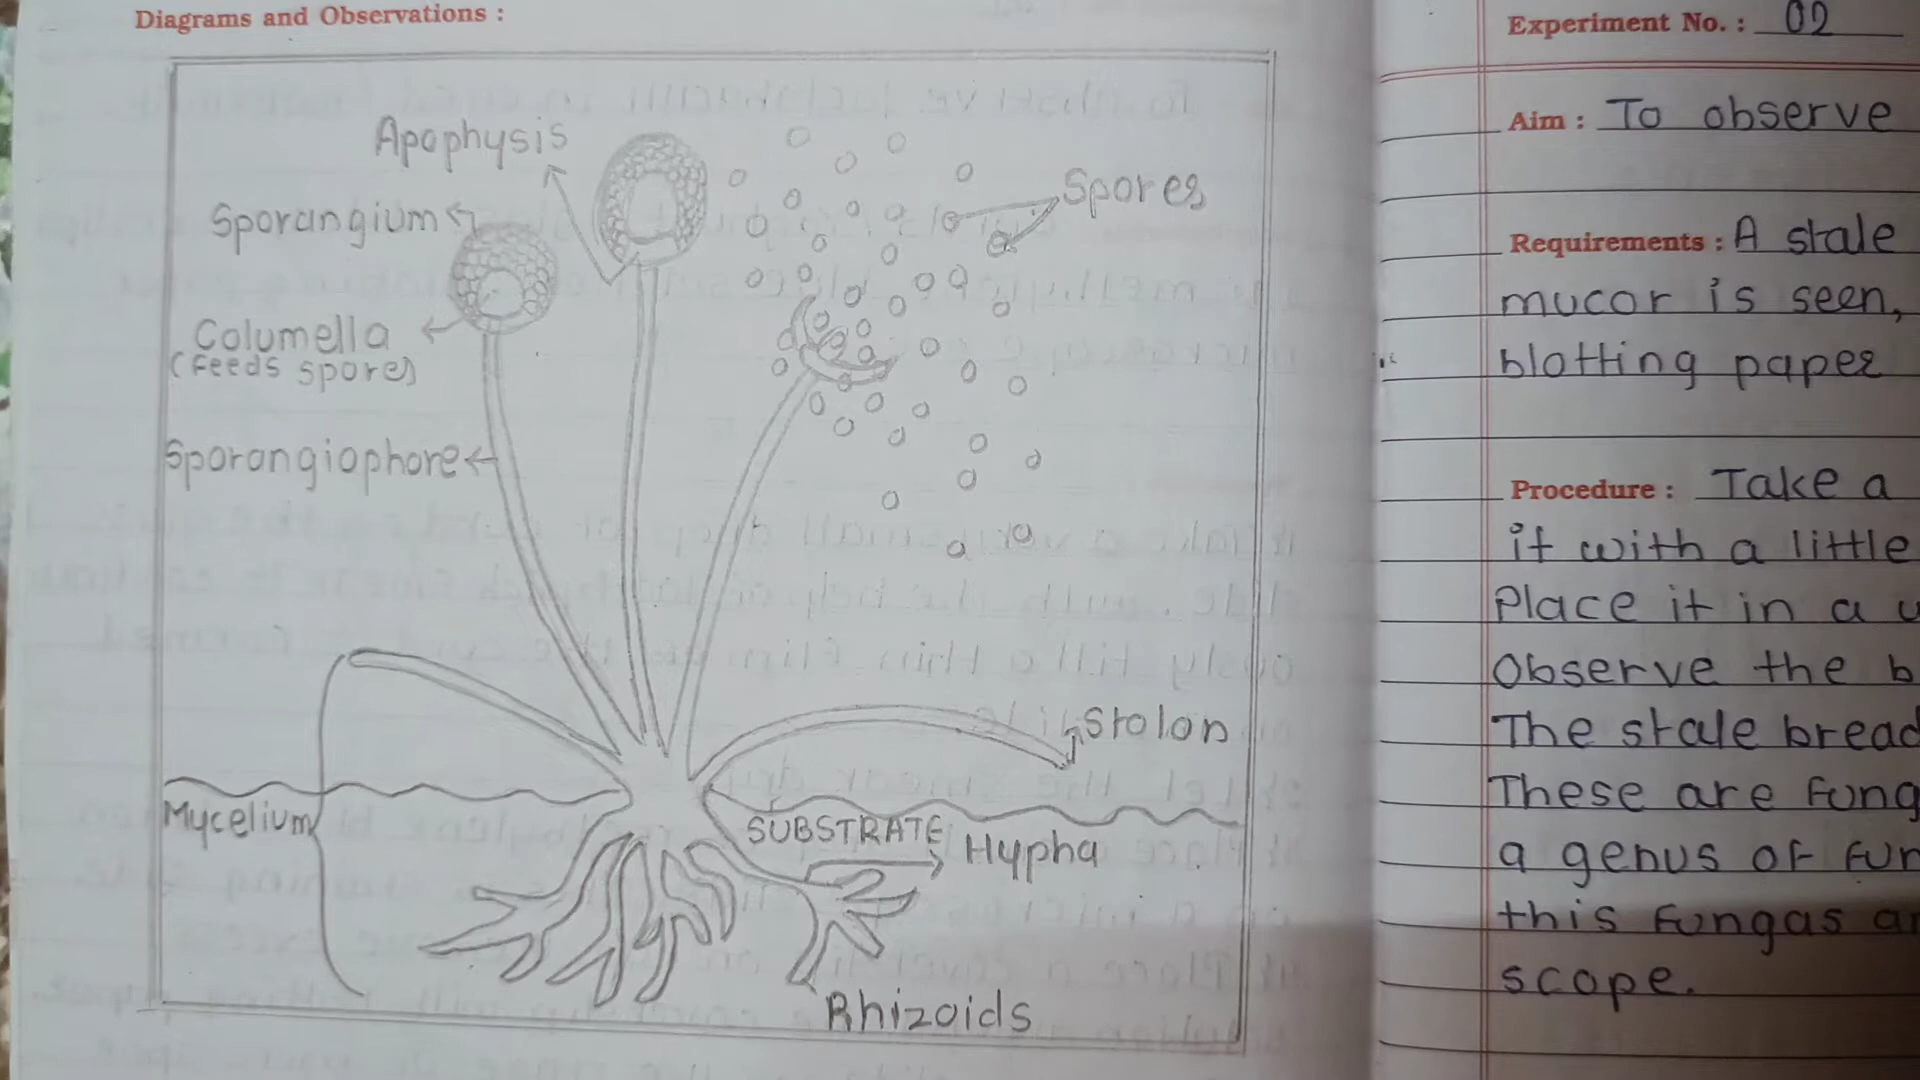 Diagrams and Observations :
Apophysis
Sporangium
Spores
Columella
(Feeds spores)
Sporangiophore
Stolon
Mycelium
SUBSTRATE
Hypha
Rhizoids
Experiment No. : 02
Aim : To observe
Requirements : A stale
mucor is seen,
blotting paper
Procedure : Take a
it with a little
Place it in a
Observe the
The stale bread
These are
a genus of
this Fungas
scope.